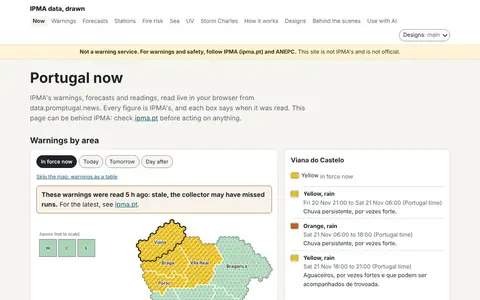 IPMA data, drawn
Now Warnings Forecasts Stations Fire risk Sea UV Storm Charles How it works Designs Behind the scenes Use with AI
Designs: main
Not a warning service. For warnings and safety, follow IPMA (ipma.pt) and ANEPC. This site is not IPMA's and is not official.
Portugal now
IPMA's warnings, forecasts and readings, read live in your browser from
data.promptugal.news. Every figure is IPMA's, and each box says when it was read. This
page can be behind IPMA: check ipma.pt before acting on anything.
Warnings by area
In force now Today Tomorrow Day after
Skip the map: warnings as a table
These warnings were read 5 h ago: stale, the collector may have missed
runs. For the latest, see ipma.pt.
Azores (not to scale)
W C E
Viana
Braga Vila Real Bragança
Porto
Viana do Castelo
Yellow in force now
Yellow, rain
Fri 20 Nov 21:00 to Sat 21 Nov 06:00 (Portugal time)
Chuva persistente, por vezes forte.
Orange, rain
Sat 21 Nov 06:00 to 18:00 (Portugal time)
Chuva persistente, por vezes forte.
Yellow, rain
Sat 21 Nov 18:00 to 21:00 (Portugal time)
Aguaceiros, por vezes fortes e que podem ser
acompanhados de trovoada.